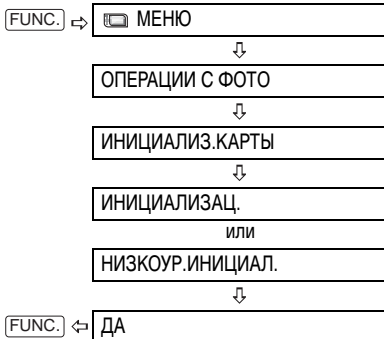 FUNC. МЕНЮ
ОПЕРАЦИИ С ФОТО
ИНИЦИАЛИЗ.КАРТЫ
ИНИЦИАЛИЗАЦ.
или
НИЗКОУР.ИНИЦИАЛ.
FUNC. ДА